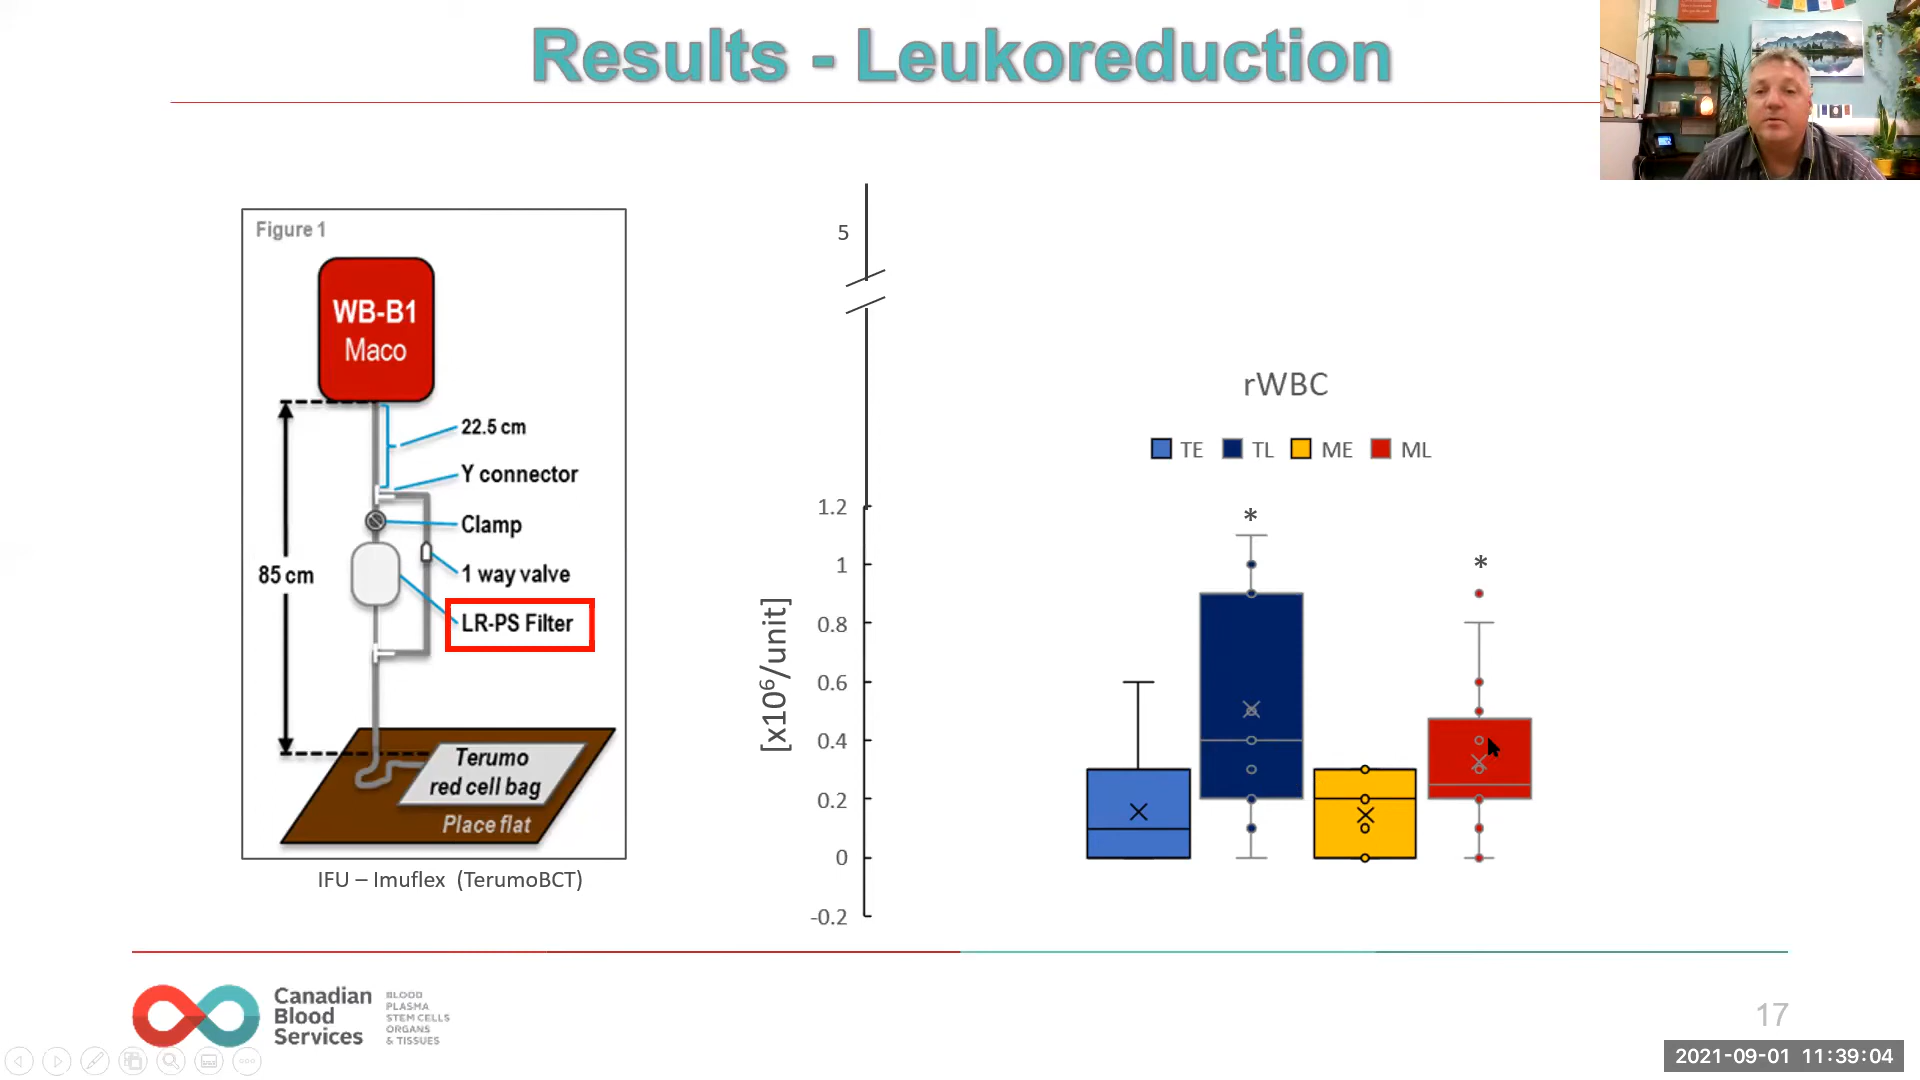 Results - Leukoreduction
Figure 1
WB-B1
Maco
22.5 cm
Y connector
Clamp
1 way valve
LR-PS Filter
85 cm
Terumo
red cell bag
Place flat
IFU – Imuflex (TerumoBCT)
5
rWBC
TE TL ME ML
[x10⁶/unit]
1.2
1
0.8
0.6
0.4
0.2
0
-0.2
*
*
Canadian
Blood
Services
BLOOD
PLASMA
STEM CELLS
ORGANS
& TISSUES
17
2021-09-01 11:39:04